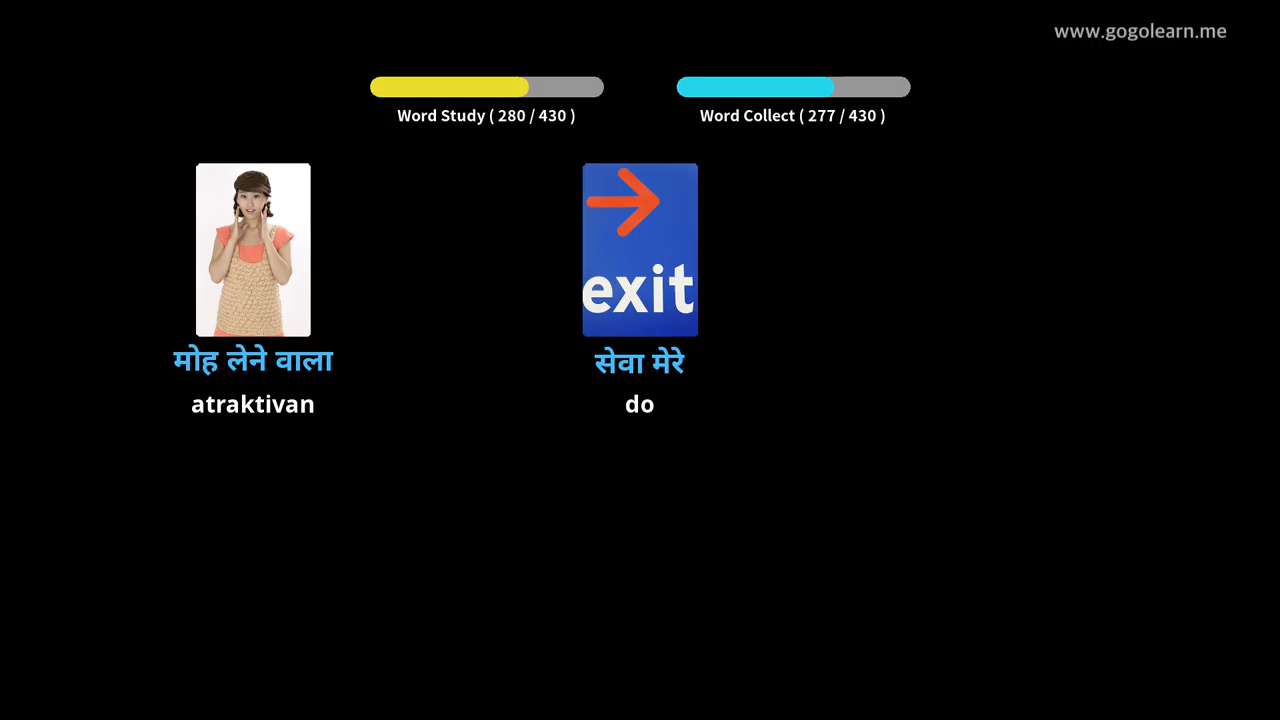 www.gogolearn.me
Word Study ( 280 / 430 )
Word Collect ( 277 / 430 )
exit
मोह लेने वाला
सेवा मेरे
atraktivan
do